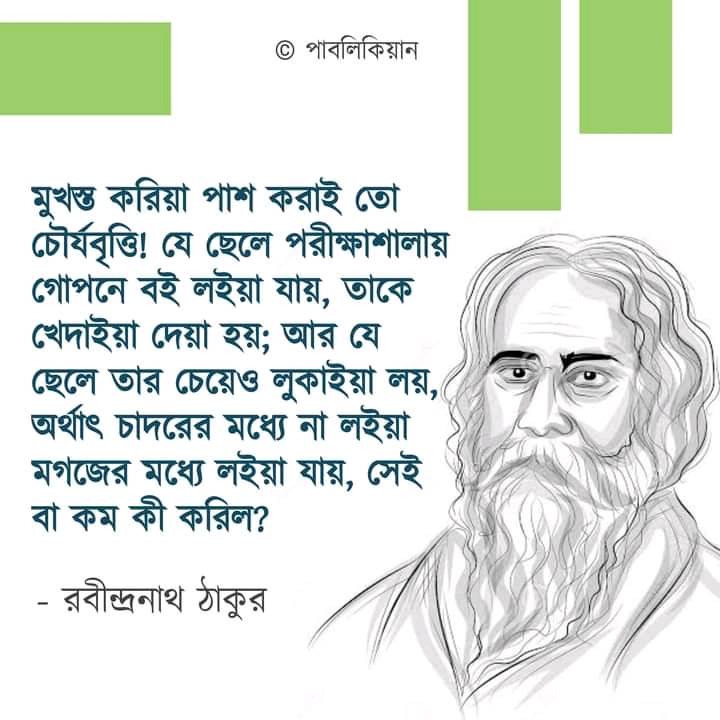 © পাবলিকিয়ান
মুখস্ত করিয়া পাশ করাই তো
চৌর্যবৃত্তি! যে ছেলে পরীক্ষাশালায়
গোপনে বই লইয়া যায়, তাকে
খেদাইয়া দেয়া হয়; আর যে
ছেলে তার চেয়েও লুকাইয়া লয়,
অর্থাৎ চাদরের মধ্যে না লইয়া
মগজের মধ্যে লইয়া যায়, সেই
বা কম কী করিল?
- রবীন্দ্রনাথ ঠাকুর